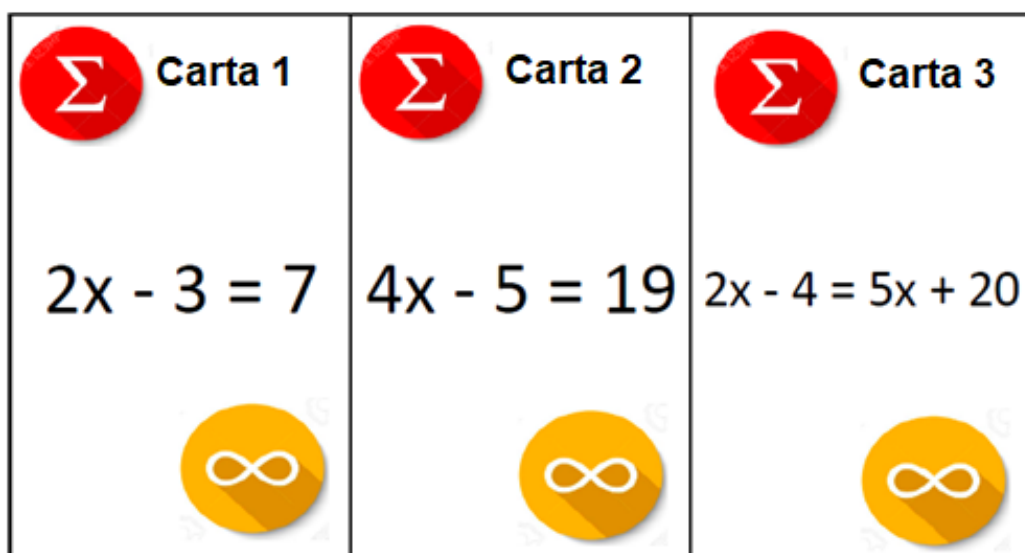 Σ Carta 1
2x - 3 = 7
∞
Σ Carta 2
4x - 5 = 19
∞
Σ Carta 3
2x - 4 = 5x + 20
∞